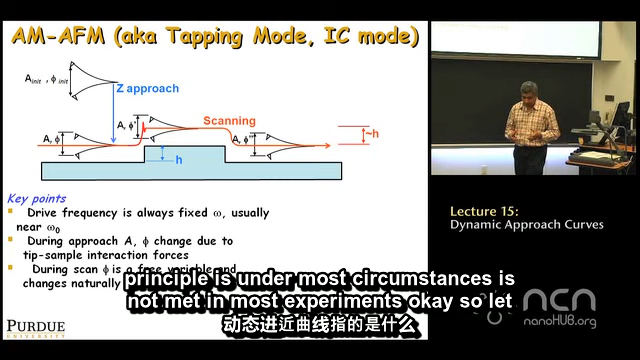 AM-AFM (aka Tapping Mode, IC mode)
Ainit , ϕ init
Z approach
Scanning
A, ϕ
A, ϕ'
A, ϕ''
h
~h
Key points
Drive frequency is always fixed ω, usually
near ω0
During approach A, ϕ change due to
tip-sample interaction forces
During scan ϕ is a free variable and
changes naturally
PURDUE
UNIVERSITY
Lecture 15:
Dynamic Approach Curves
ncn
nanoHUB.org
principle is under most circumstances is
not met in most experiments okay so let
动态进近曲线指的是什么